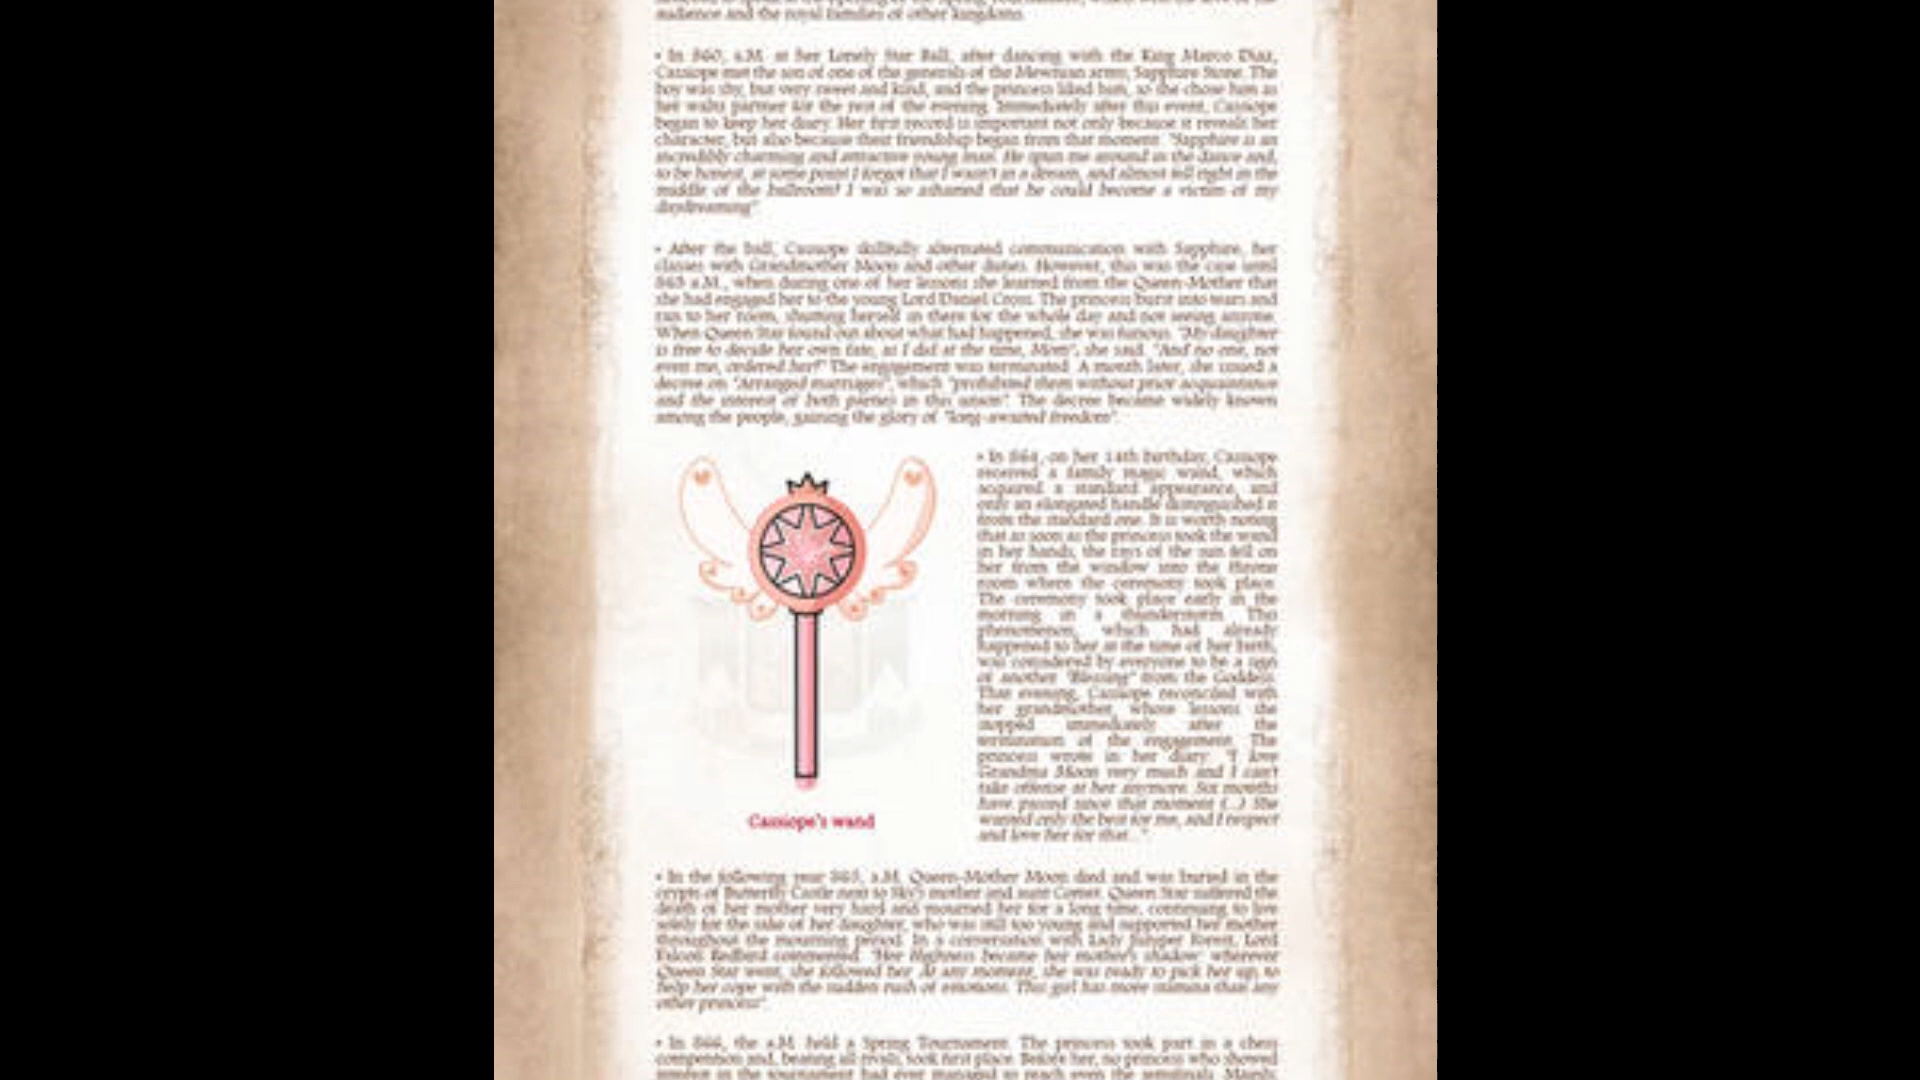 audience and the royal families of other kingdoms.
• In 860, a.M. at her Lonely Star Ball, after dancing with the King Marco Diaz,
Cassiope met the son of one of the generals of the Mewman army, Sapphire Stone. The
boy was shy, but very sweet and kind, and the princess liked him, so she chose him as
her waltz partner for the rest of the evening. Immediately after this event, Cassiope
began to keep her diary. Her first record is important not only because it reveals her
character, but also because their friendship began from that moment. "Sapphire is an
incredibly charming and attractive young man. He spun me around in the dance and,
to be honest, at some point I forgot that I wasn't in a dream, and almost fell right in the
middle of the ballroom! I was so ashamed that he could become a victim of my
daydreaming"
• After the ball, Cassiope skillfully alternated communication with Sapphire, her
classes with Grandmother Moon and other duties. However, this was the case until
863 a.M., when during one of her lessons she learned from the Queen-Mother that
she had engaged her to the young Lord Daniel Cross. The princess burst into tears and
ran to her room, shutting herself in there for the whole day and not seeing anyone.
When Queen Star found out about what had happened, she was furious. "My daughter
is free to decide her own fate, as I did at the time, Mom", she said. "And no one, not
even me, ordered her!" The engagement was terminated. A month later, she issued a
decree on "Arranged marriages", which "prohibited them without prior acquaintance
and the interest of both parties in this union". The decree became widely known
among the people, gaining the glory of "long-awaited freedom".
• In 864, on her 14th birthday, Cassiope
received a family magic wand, which
acquired a standard appearance, and
only an elongated handle distinguished it
from the standard one. It is worth noting
that as soon as the princess took the wand
in her hands, the rays of the sun fell on
her from the window into the throne
room where the ceremony took place.
The ceremony took place early in the
morning in a thunderstorm. This
phenomenon, which had already
happened to her at the time of her birth,
was considered by everyone to be a sign
of another "Blessing" from the Goddess.
That evening, Cassiope reconciled with
her grandmother, whose lessons she
stopped immediately after the
termination of the engagement. The
princess wrote in her diary: "I love
Grandma Moon very much and I can't
take offense at her anymore. Six months
have passed since that moment (...) She
wanted only the best for me, and I respect
and love her for that..."
Cassiope's wand
• In the following year 865, a.M. Queen-Mother Moon died and was buried in the
crypt of Butterfly Castle next to Sky's mother and aunt Comet. Queen Star suffered the
death of her mother very hard and mourned her for a long time, continuing to live
solely for the sake of her daughter, who was still too young and supported her mother
throughout the mourning period. In a conversation with Lady Juniper Forest, Lord
Falcon Redbird commented: "Her Highness became her mother's shadow: wherever
Queen Star went, she followed her. At any moment, she was ready to pick her up, to
help her cope with the sudden rush of emotions. This girl has more stamina than any
other princess".
• In 866, the a.M. held a Spring Tournament. The princess took part in a chess
competition and, beating all rivals, took first place. Before her, no princess who showed
interest in the tournament had ever managed to reach even the semifinals. Mainly,